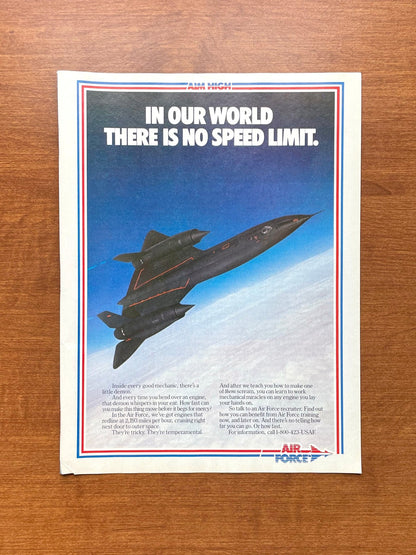 AIM HIGH
IN OUR WORLD
THERE IS NO SPEED LIMIT.
Inside every good mechanic, there's a
little demon.
And every time you bend over an engine,
that demon whispers in your ear. How fast can
you make this thing move before it begs for mercy?
In the Air Force, we've got engines that
redline at 2,193 miles per hour, cruising right
next door to outer space.
They're tricky. They're temperamental.
And after we teach you how to make one
of them scream, you can learn to work
mechanical miracles on any engine you lay
your hands on.
So talk to an Air Force recruiter. Find out
how you can benefit from Air Force training
now, and later on. And there's no telling how
far you can go. Or how fast.
For information, call 1-800-423-USAF.
AIR
FORCE